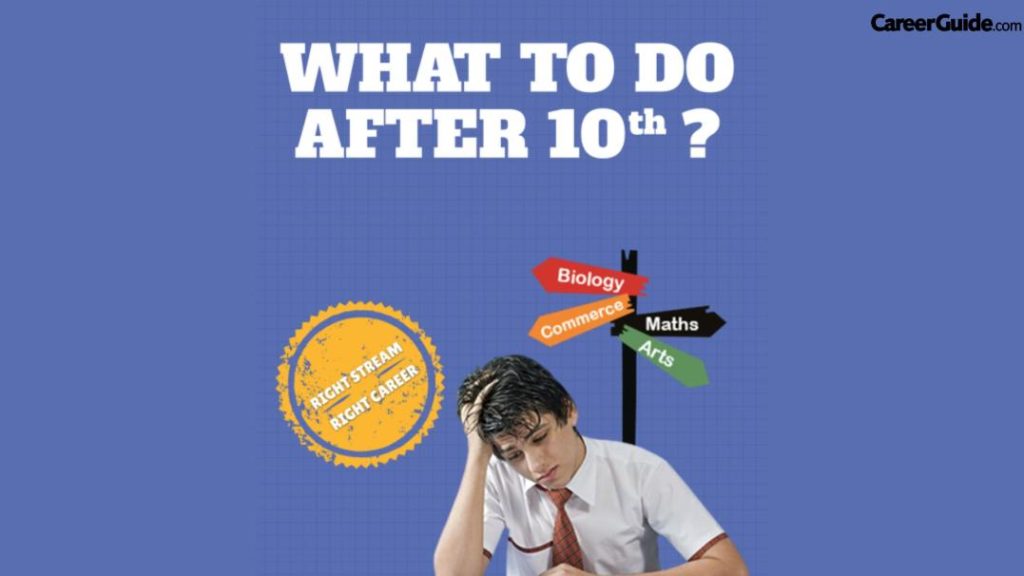 CareerGuide.com
WHAT TO DO
AFTER 10th ?
Biology
Commerce
Maths
Arts
RIGHT STREAM
RIGHT CAREER